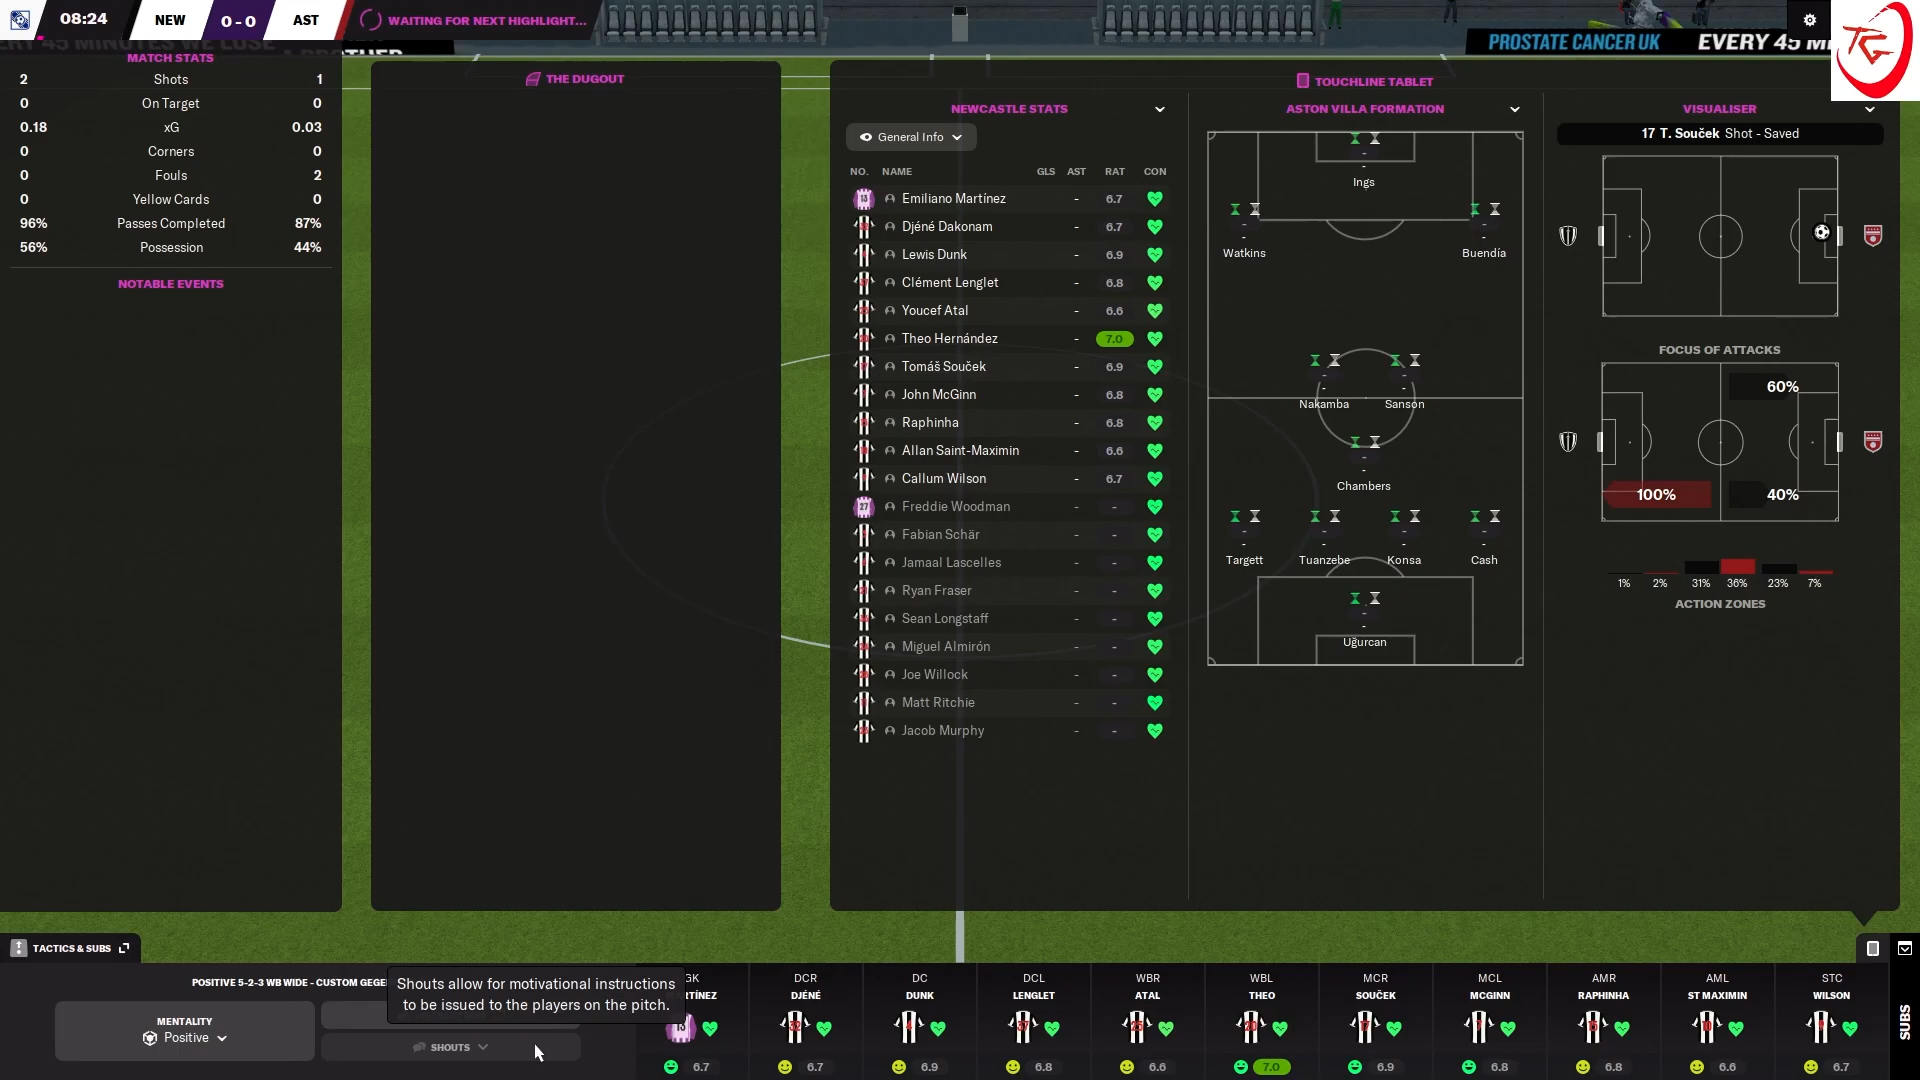 08:24 NEW 0 - 0 AST WAITING FOR NEXT HIGHLIGHT...
PROSTATE CANCER UK EVERY 45 MI
MATCH STATS
2 Shots 1
0 On Target 0
0.18 xG 0.03
0 Corners 0
0 Fouls 2
0 Yellow Cards 0
96% Passes Completed 87%
56% Possession 44%
NOTABLE EVENTS
THE DUGOUT
TOUCHLINE TABLET
NEWCASTLE STATS
General Info
NO. NAME GLS AST RAT CON
13 Emiliano Martínez - 6.7
Djéné Dakonam - 6.7
Lewis Dunk - 6.9
Clément Lenglet - 6.8
Youcef Atal - 6.6
Theo Hernández - 7.0
Tomáš Souček - 6.9
John McGinn - 6.8
Raphinha - 6.8
Allan Saint-Maximin - 6.6
Callum Wilson - 6.7
27 Freddie Woodman - -
Fabian Schär - -
Jamaal Lascelles - -
Ryan Fraser - -
Sean Longstaff - -
Miguel Almirón - -
Joe Willock - -
Matt Ritchie - -
Jacob Murphy - -
ASTON VILLA FORMATION
Ings
Watkins Buendía
Nakamba Sanson
Chambers
Targett Tuanzebe Konsa Cash
Uğurcan
VISUALISER
17 T. Souček Shot - Saved
FOCUS OF ATTACKS
60%
100% 40%
1% 2% 31% 36% 23% 7%
ACTION ZONES
TACTICS & SUBS
POSITIVE 5-2-3 WB WIDE - CUSTOM GEGE
MENTALITY
Positive
Shouts allow for motivational instructions
to be issued to the players on the pitch.
SHOUTS
GK DCR DC DCL WBR WBL MCR MCL AMR AML STC
RTÍNEZ DJÉNÉ DUNK LENGLET ATAL THEO SOUČEK MCGINN RAPHINHA ST MAXIMIN WILSON
6.7 6.7 6.9 6.8 6.6 7.0 6.9 6.8 6.8 6.6 6.7
SUBS